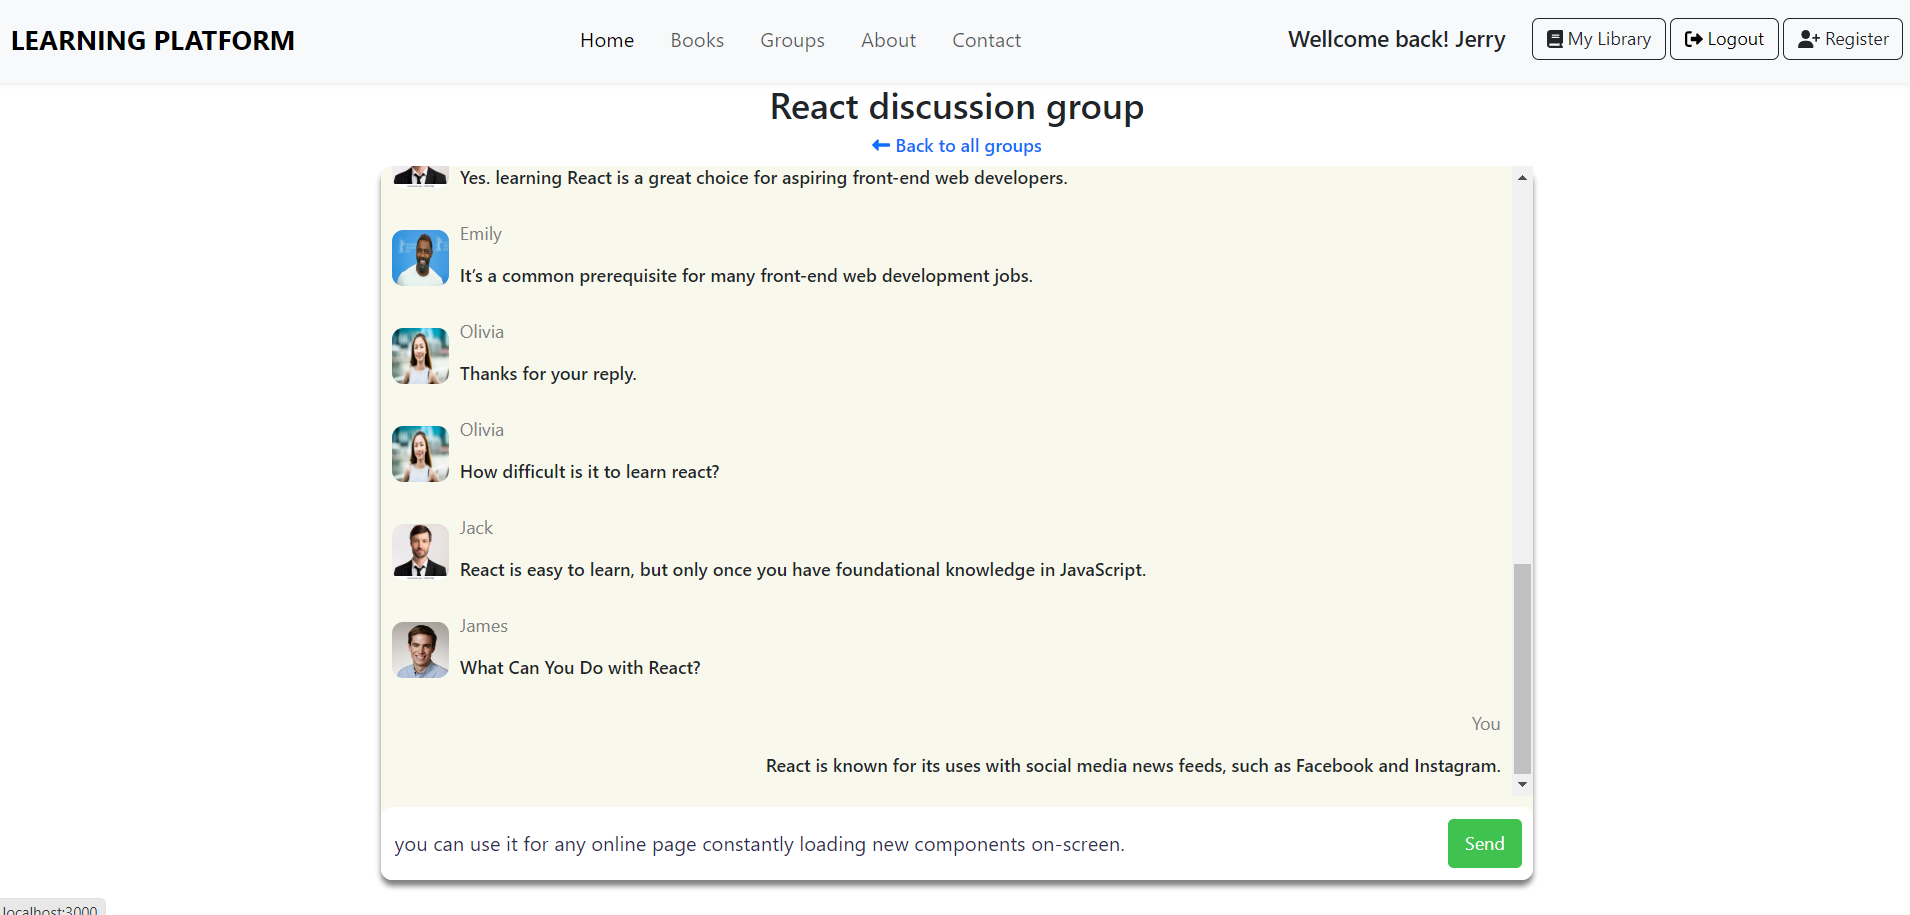 LEARNING PLATFORM
Home Books Groups About Contact
Wellcome back! Jerry
My Library Logout Register
React discussion group
Back to all groups
Yes. learning React is a great choice for aspiring front-end web developers.
Emily
It’s a common prerequisite for many front-end web development jobs.
Olivia
Thanks for your reply.
Olivia
How difficult is it to learn react?
Jack
React is easy to learn, but only once you have foundational knowledge in JavaScript.
James
What Can You Do with React?
You
React is known for its uses with social media news feeds, such as Facebook and Instagram.
you can use it for any online page constantly loading new components on-screen.
Send
localhost:3000